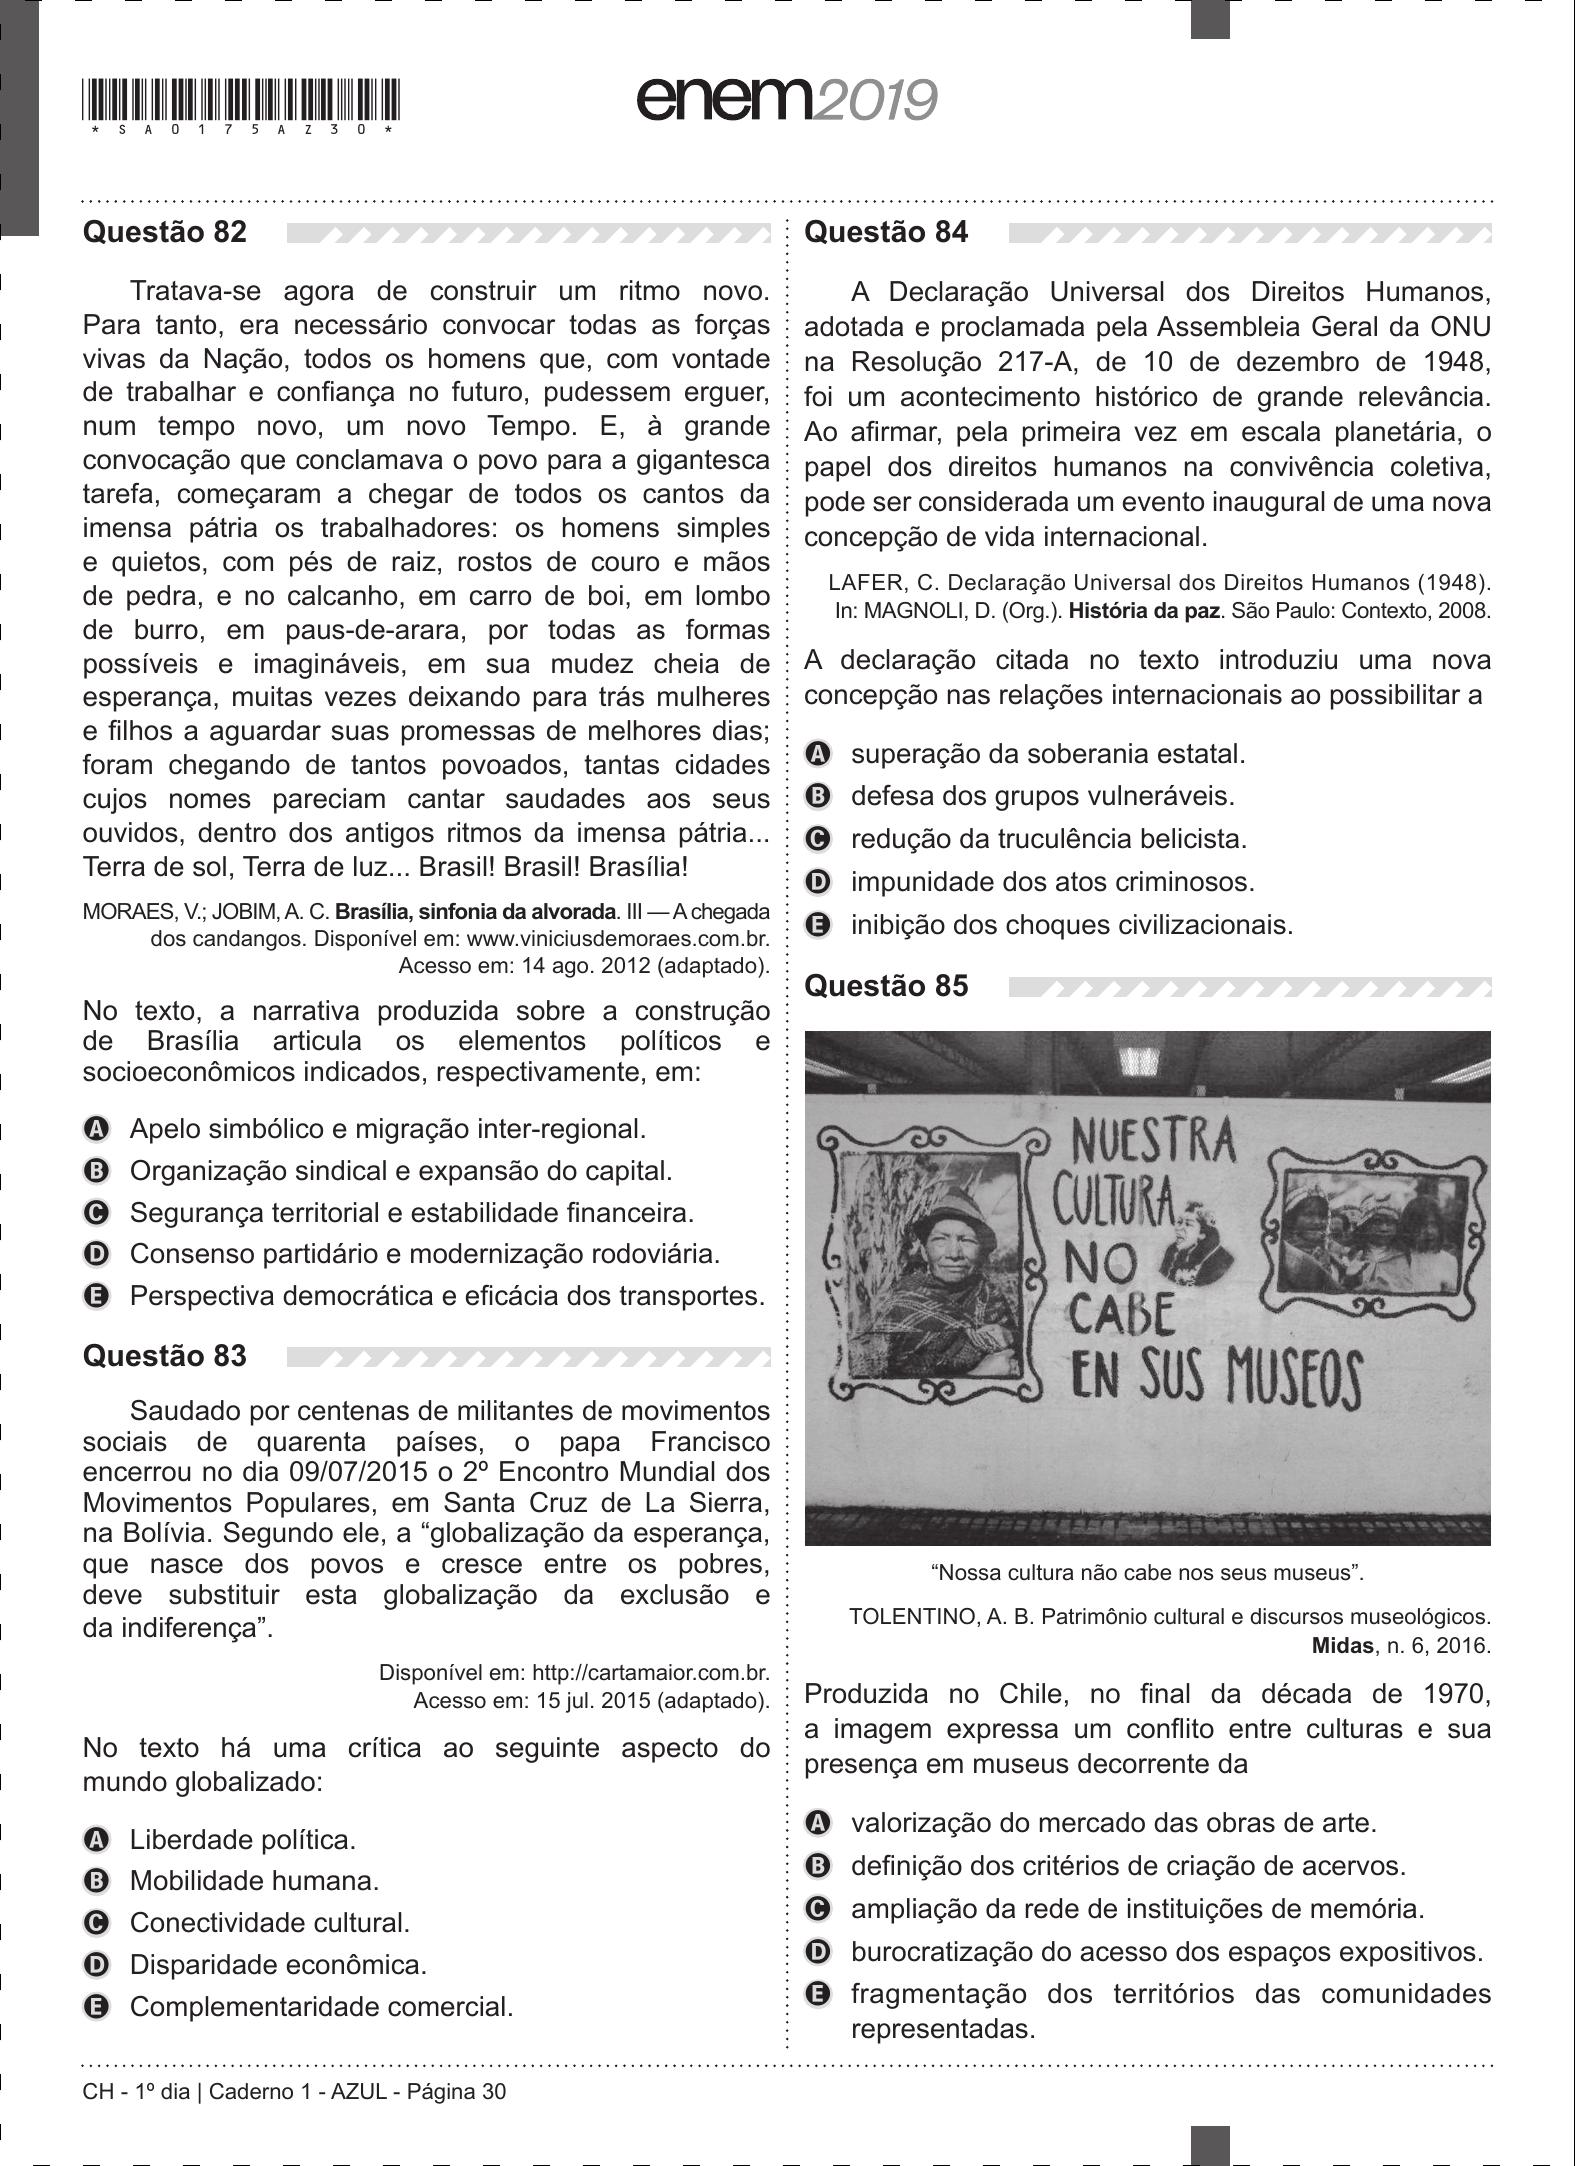 *SA0175AZ30*
enem2019
Questão 82
Tratava-se agora de construir um ritmo novo.
Para tanto, era necessário convocar todas as forças
vivas da Nação, todos os homens que, com vontade
de trabalhar e confiança no futuro, pudessem erguer,
num tempo novo, um novo Tempo. E, à grande
convocação que conclamava o povo para a gigantesca
tarefa, começaram a chegar de todos os cantos da
imensa pátria os trabalhadores: os homens simples
e quietos, com pés de raiz, rostos de couro e mãos
de pedra, e no calcanho, em carro de boi, em lombo
de burro, em paus-de-arara, por todas as formas
possíveis e imagináveis, em sua mudez cheia de
esperança, muitas vezes deixando para trás mulheres
e filhos a aguardar suas promessas de melhores dias;
foram chegando de tantos povoados, tantas cidades
cujos nomes pareciam cantar saudades aos seus
ouvidos, dentro dos antigos ritmos da imensa pátria...
Terra de sol, Terra de luz... Brasil! Brasil! Brasília!
MORAES, V.; JOBIM, A. C. Brasília, sinfonia da alvorada. III — A chegada
dos candangos. Disponível em: www.viniciusdemoraes.com.br.
Acesso em: 14 ago. 2012 (adaptado).
No texto, a narrativa produzida sobre a construção
de Brasília articula os elementos políticos e
socioeconômicos indicados, respectivamente, em:
A Apelo simbólico e migração inter-regional.
B Organização sindical e expansão do capital.
C Segurança territorial e estabilidade financeira.
D Consenso partidário e modernização rodoviária.
E Perspectiva democrática e eficácia dos transportes.
Questão 83
Saudado por centenas de militantes de movimentos
sociais de quarenta países, o papa Francisco
encerrou no dia 09/07/2015 o 2º Encontro Mundial dos
Movimentos Populares, em Santa Cruz de La Sierra,
na Bolívia. Segundo ele, a “globalização da esperança,
que nasce dos povos e cresce entre os pobres,
deve substituir esta globalização da exclusão e
da indiferença”.
Disponível em: http://cartamaior.com.br.
Acesso em: 15 jul. 2015 (adaptado).
No texto há uma crítica ao seguinte aspecto do
mundo globalizado:
A Liberdade política.
B Mobilidade humana.
C Conectividade cultural.
D Disparidade econômica.
E Complementaridade comercial.
Questão 84
A Declaração Universal dos Direitos Humanos,
adotada e proclamada pela Assembleia Geral da ONU
na Resolução 217-A, de 10 de dezembro de 1948,
foi um acontecimento histórico de grande relevância.
Ao afirmar, pela primeira vez em escala planetária, o
papel dos direitos humanos na convivência coletiva,
pode ser considerada um evento inaugural de uma nova
concepção de vida internacional.
LAFER, C. Declaração Universal dos Direitos Humanos (1948).
In: MAGNOLI, D. (Org.). História da paz. São Paulo: Contexto, 2008.
A declaração citada no texto introduziu uma nova
concepção nas relações internacionais ao possibilitar a
A superação da soberania estatal.
B defesa dos grupos vulneráveis.
C redução da truculência belicista.
D impunidade dos atos criminosos.
E inibição dos choques civilizacionais.
Questão 85
NUESTRA
CULTURA
NO
CABE
EN SUS MUSEOS
“Nossa cultura não cabe nos seus museus”.
TOLENTINO, A. B. Patrimônio cultural e discursos museológicos.
Midas, n. 6, 2016.
Produzida no Chile, no final da década de 1970,
a imagem expressa um conflito entre culturas e sua
presença em museus decorrente da
A valorização do mercado das obras de arte.
B definição dos critérios de criação de acervos.
C ampliação da rede de instituições de memória.
D burocratização do acesso dos espaços expositivos.
E fragmentação dos territórios das comunidades
representadas.
CH - 1º dia | Caderno 1 - AZUL - Página 30